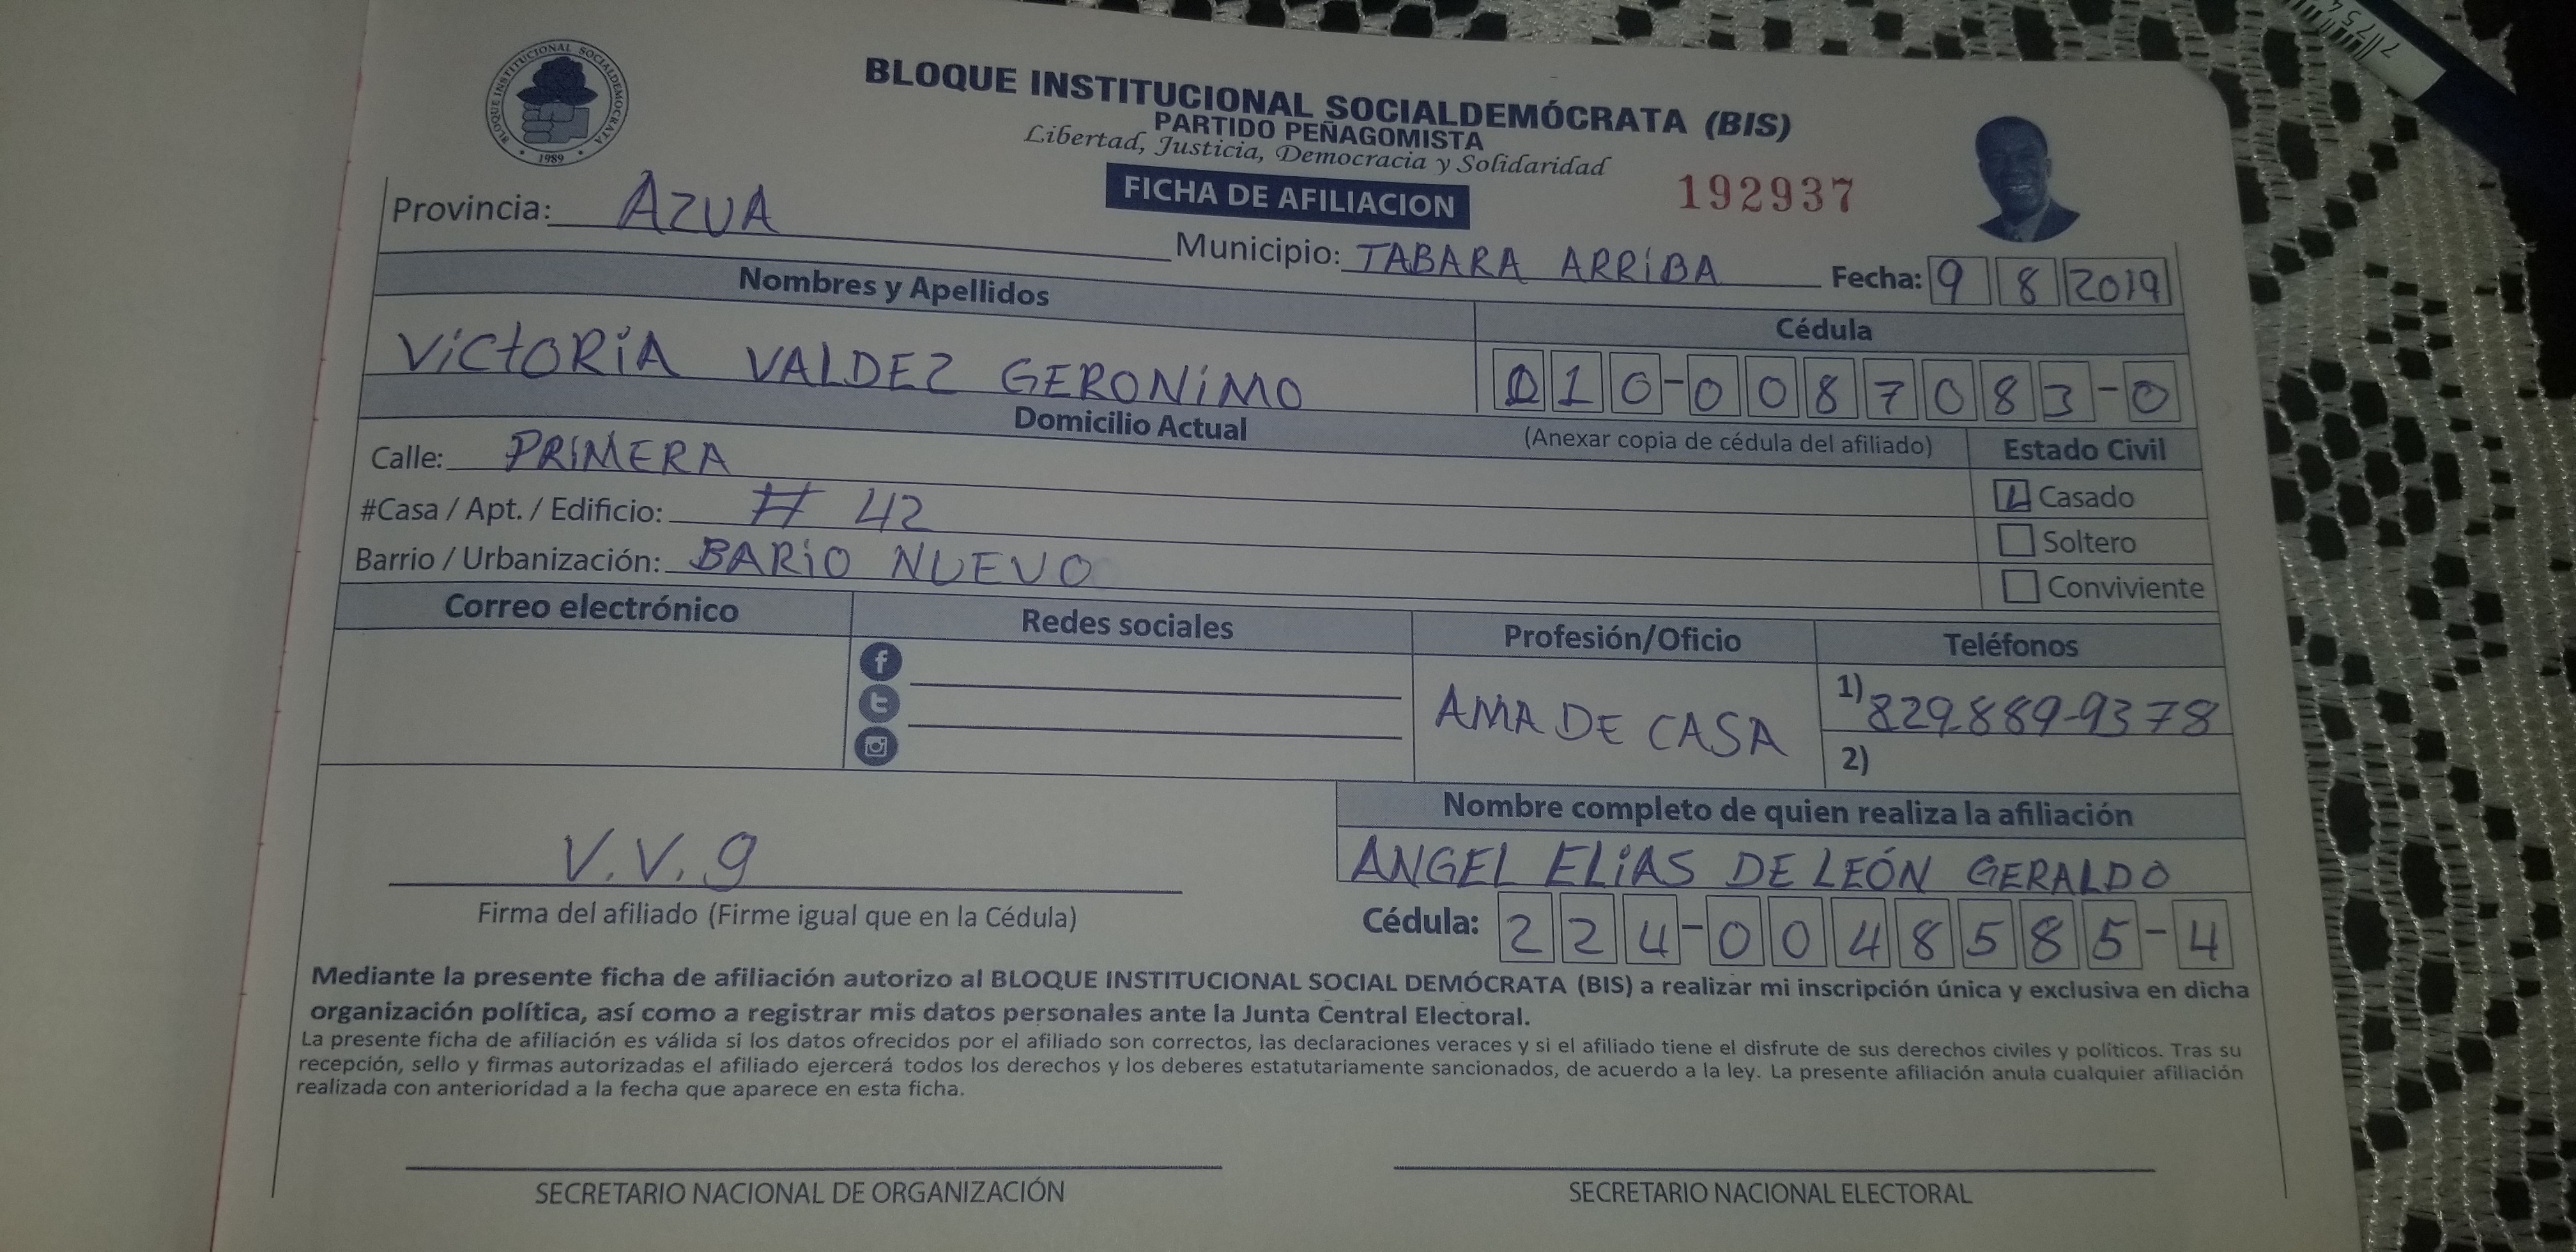 BLOQUE INSTITUCIONAL SOCIALDEMÓCRATA
1989
BLOQUE INSTITUCIONAL SOCIALDEMÓCRATA (BIS)
PARTIDO PEÑAGOMISTA
Libertad, Justicia, Democracia y Solidaridad
FICHA DE AFILIACION
192937
Provincia: AZUA
Municipio: TABARA ARRiBA
Fecha: 9 8 2019
Nombres y Apellidos
Cédula
VictoRiA VALDEZ GERONiMO
010-0087083-0
Domicilio Actual
(Anexar copia de cédula del afiliado)
Estado Civil
Calle: PRIMERA
Casado
#Casa / Apt. / Edificio: # 42
Soltero
Barrio / Urbanización: BARiO NUEVO
Conviviente
Correo electrónico
Redes sociales
Profesión/Oficio
Teléfonos
AMA DE CASA
1) 829-889-9378
2)
Nombre completo de quien realiza la afiliación
V.V.g
ANGEL ELiAS DE LEÓN GERALDO
Firma del afiliado (Firme igual que en la Cédula)
Cédula: 224-0048585-4
Mediante la presente ficha de afiliación autorizo al BLOQUE INSTITUCIONAL SOCIAL DEMÓCRATA (BIS) a realizar mi inscripción única y exclusiva en dicha
organización política, así como a registrar mis datos personales ante la Junta Central Electoral.
La presente ficha de afiliación es válida si los datos ofrecidos por el afiliado son correctos, las declaraciones veraces y si el afiliado tiene el disfrute de sus derechos civiles y políticos. Tras su
recepción, sello y firmas autorizadas el afiliado ejercerá todos los derechos y los deberes estatutariamente sancionados, de acuerdo a la ley. La presente afiliación anula cualquier afiliación
realizada con anterioridad a la fecha que aparece en esta ficha.
SECRETARIO NACIONAL DE ORGANIZACIÓN
SECRETARIO NACIONAL ELECTORAL